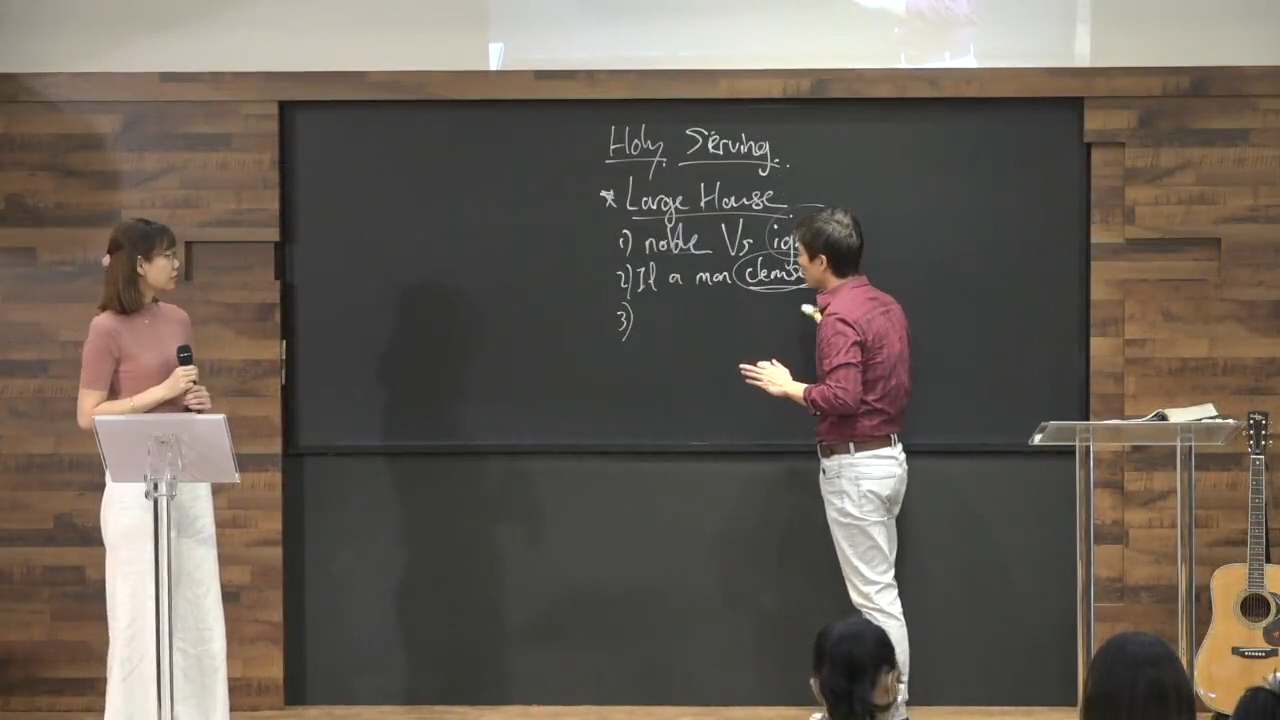 Holy Serving
* Large House
1) noble Vs
2) If a man
3)